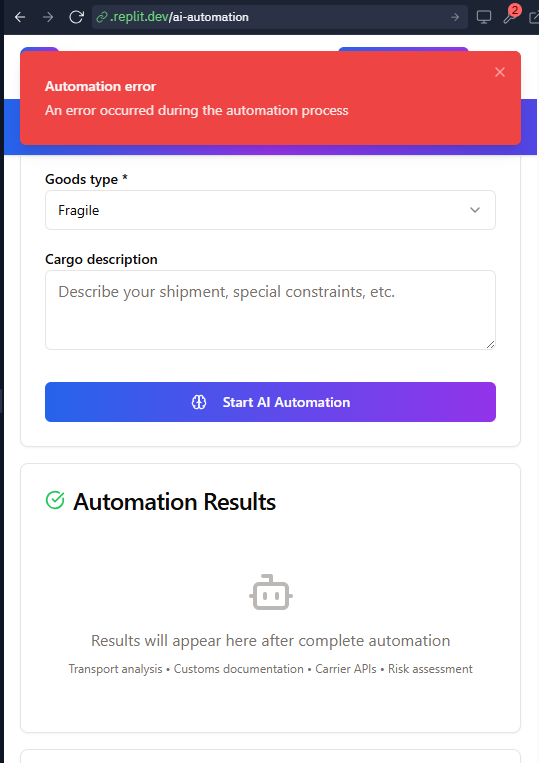 .replit.dev/ai-automation
2
Automation error
An error occurred during the automation process
Goods type *
Fragile
Cargo description
Describe your shipment, special constraints, etc.
Start AI Automation
Automation Results
Results will appear here after complete automation
Transport analysis • Customs documentation • Carrier APIs • Risk assessment